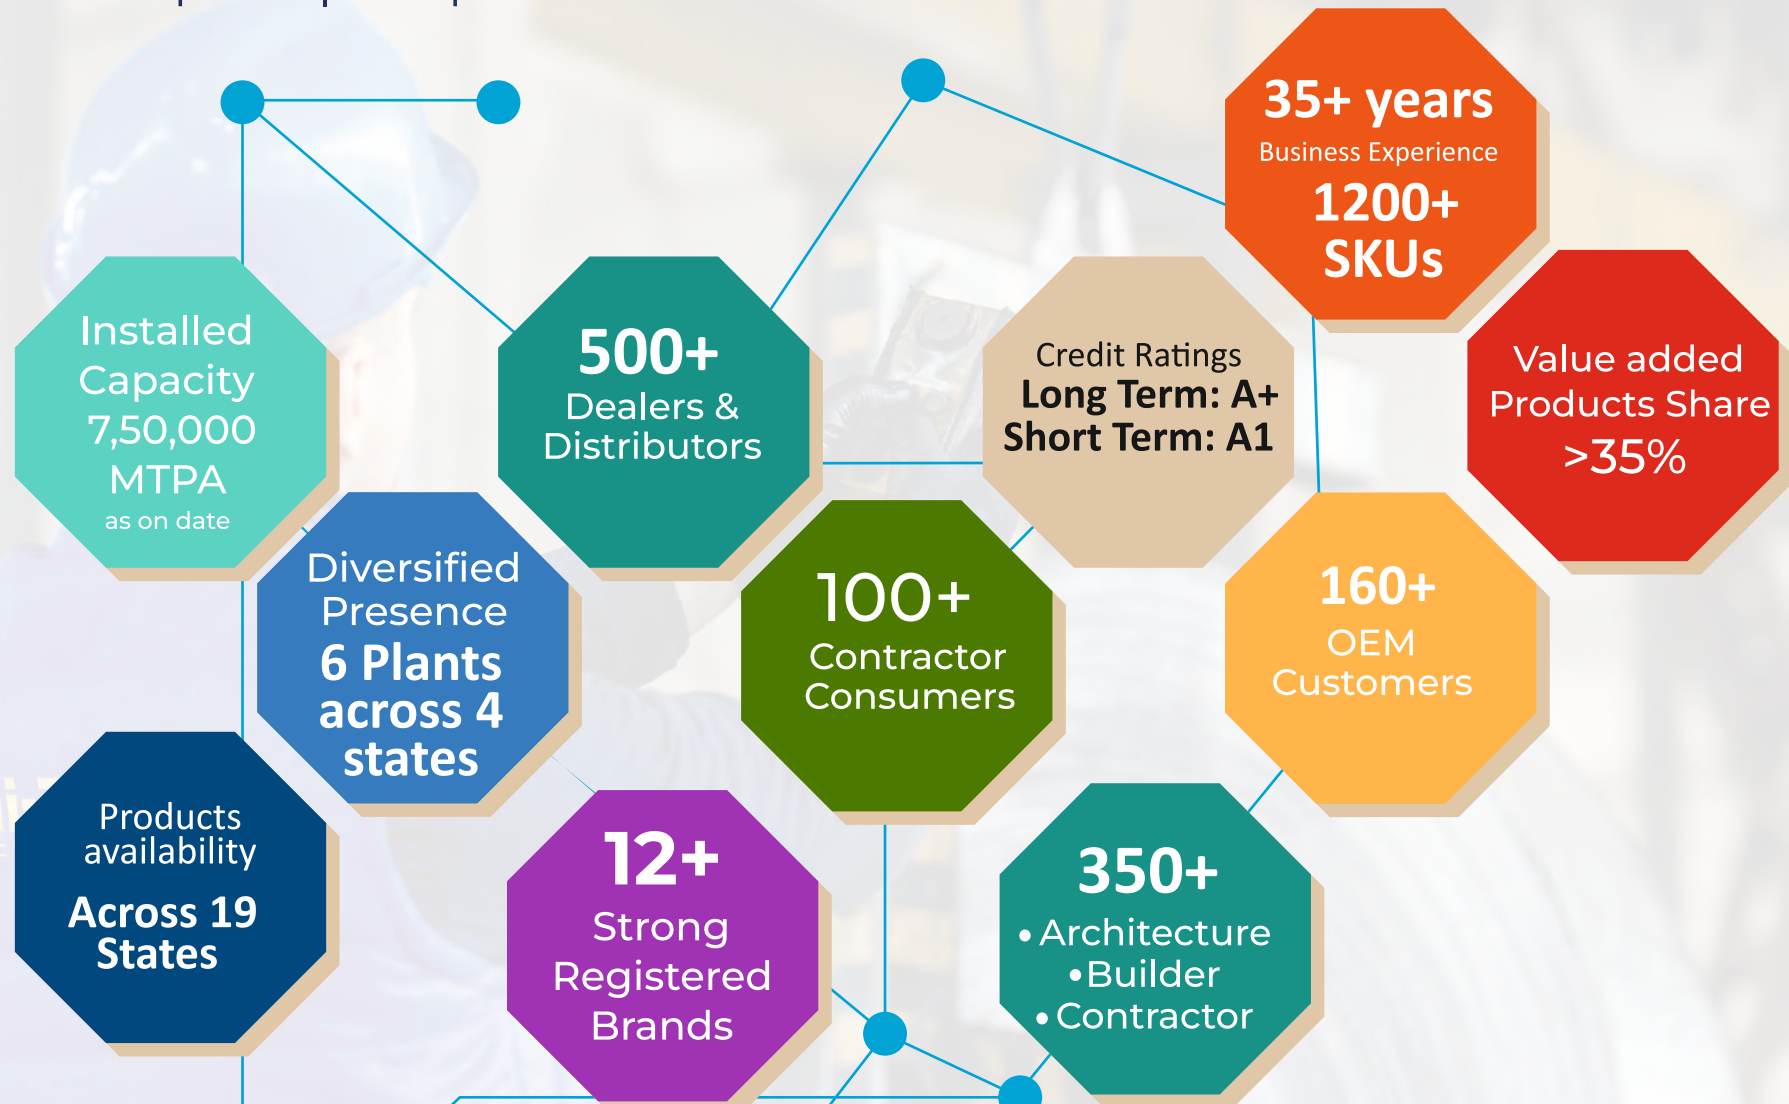 35+ years
Business Experience
1200+
SKUs
Installed
Capacity
7,50,000
MTPA
as on date
500+
Dealers &
Distributors
Credit Ratings
Long Term: A+
Short Term: A1
Value added
Products Share
>35%
Diversified
Presence
6 Plants
across 4
states
100+
Contractor
Consumers
160+
OEM
Customers
Products
availability
Across 19
States
12+
Strong
Registered
Brands
350+
• Architecture
•Builder
• Contractor